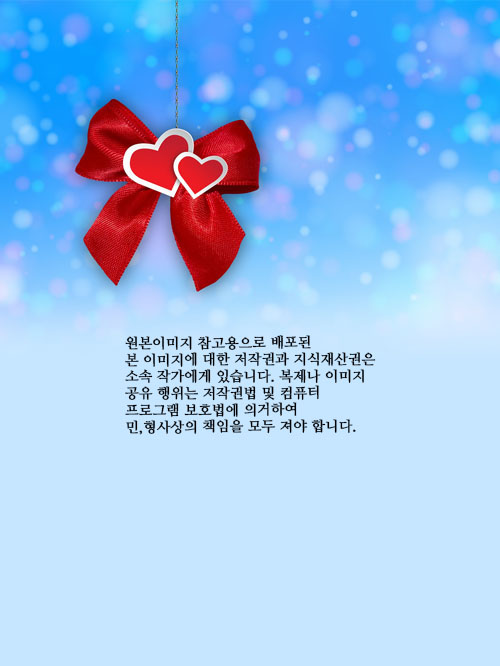 원본이미지 참고용으로 배포된
본 이미지에 대한 저작권과 지식재산권은
소속 작가에게 있습니다. 복제나 이미지
공유 행위는 저작권법 및 컴퓨터
프로그램 보호법에 의거하여
민,형사상의 책임을 모두 져야 합니다.